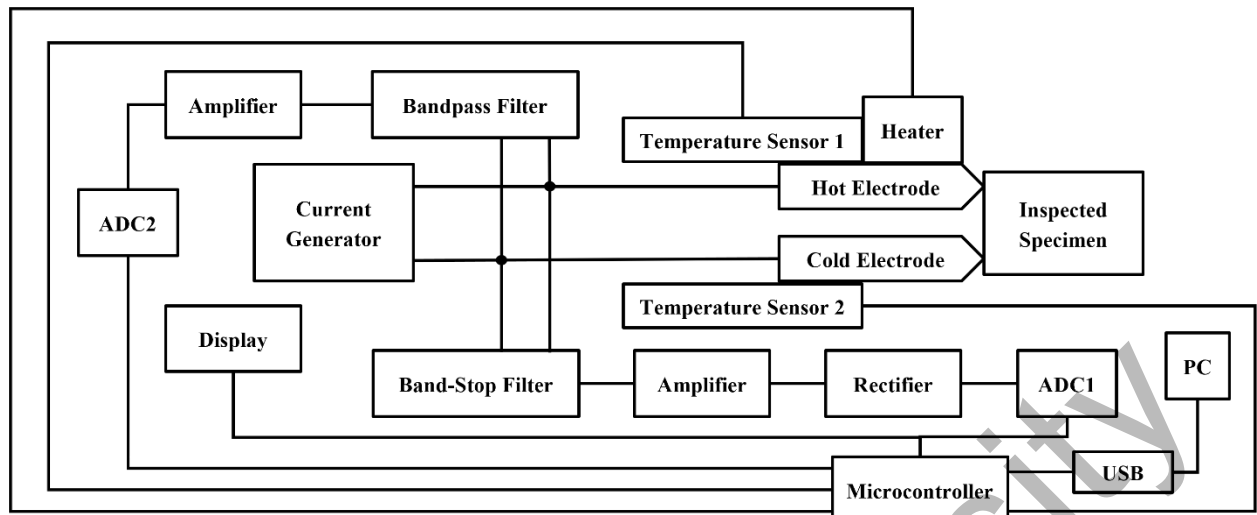 Amplifier
Bandpass Filter
Temperature Sensor 1
Heater
Hot Electrode
ADC2
Current
Generator
Inspected
Specimen
Cold Electrode
Temperature Sensor 2
Display
Band-Stop Filter
Amplifier
Rectifier
ADC1
PC
Microcontroller
USB